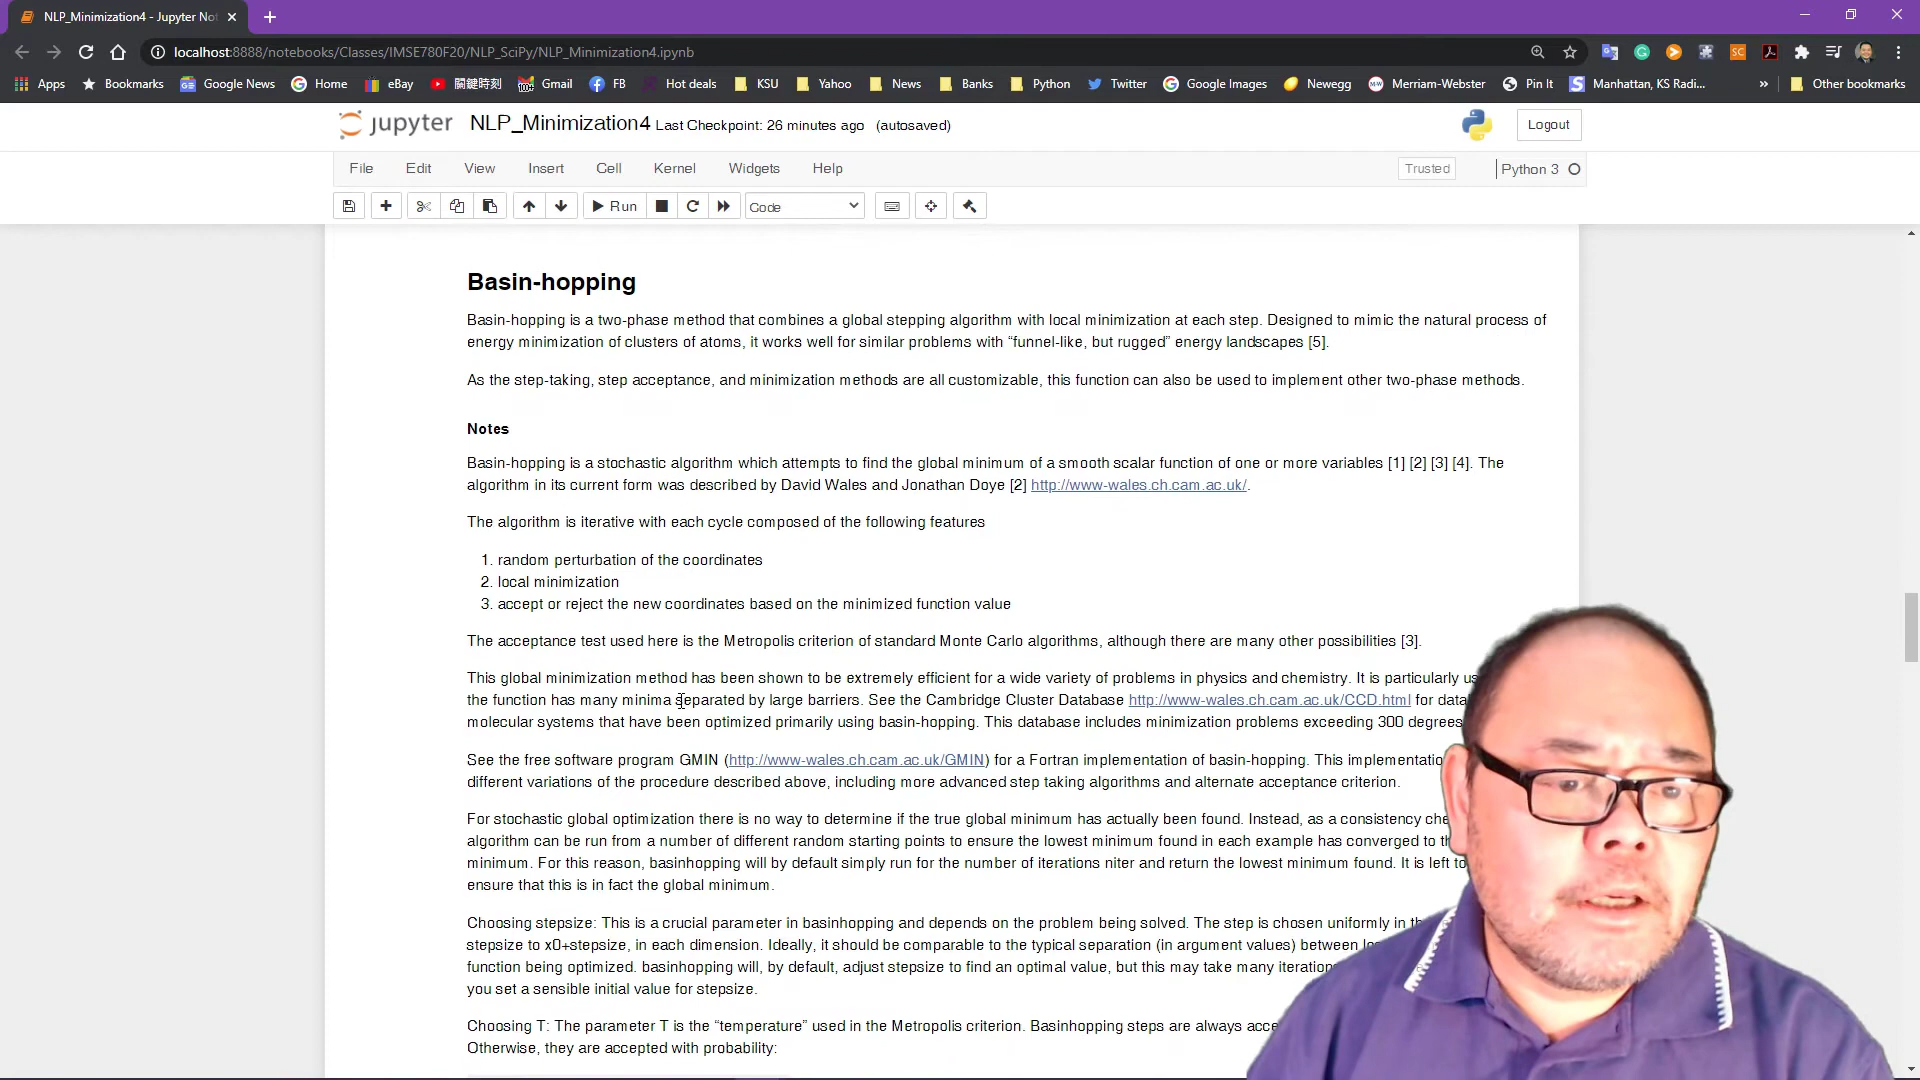 NLP_Minimization4 - Jupyter Not
localhost:8888/notebooks/Classes/IMSE780F20/NLP_SciPy/NLP_Minimization4.ipynb
Apps Bookmarks Google News Home eBay 關鍵時刻 Gmail FB Hot deals KSU Yahoo News Banks Python Twitter Google Images Newegg Merriam-Webster Pin It Manhattan, KS Radi... » Other bookmarks
jupyter NLP_Minimization4 Last Checkpoint: 26 minutes ago (autosaved) Logout
File Edit View Insert Cell Kernel Widgets Help Trusted Python 3
Run Code
Basin-hopping
Basin-hopping is a two-phase method that combines a global stepping algorithm with local minimization at each step. Designed to mimic the natural process of
energy minimization of clusters of atoms, it works well for similar problems with “funnel-like, but rugged” energy landscapes [5].
As the step-taking, step acceptance, and minimization methods are all customizable, this function can also be used to implement other two-phase methods.
Notes
Basin-hopping is a stochastic algorithm which attempts to find the global minimum of a smooth scalar function of one or more variables [1] [2] [3] [4]. The
algorithm in its current form was described by David Wales and Jonathan Doye [2] http://www-wales.ch.cam.ac.uk/.
The algorithm is iterative with each cycle composed of the following features
1. random perturbation of the coordinates
2. local minimization
3. accept or reject the new coordinates based on the minimized function value
The acceptance test used here is the Metropolis criterion of standard Monte Carlo algorithms, although there are many other possibilities [3].
This global minimization method has been shown to be extremely efficient for a wide variety of problems in physics and chemistry. It is particularly
the function has many minima separated by large barriers. See the Cambridge Cluster Database http://www-wales.ch.cam.ac.uk/CCD.html for
molecular systems that have been optimized primarily using basin-hopping. This database includes minimization problems exceeding 300 degrees
See the free software program GMIN (http://www-wales.ch.cam.ac.uk/GMIN) for a Fortran implementation of basin-hopping. This
different variations of the procedure described above, including more advanced step taking algorithms and alternate acceptance criterion.
For stochastic global optimization there is no way to determine if the true global minimum has actually been found. Instead, as a consistency
algorithm can be run from a number of different random starting points to ensure the lowest minimum found in each example has converged to
minimum. For this reason, basinhopping will by default simply run for the number of iterations niter and return the lowest minimum found. It is left to
ensure that this is in fact the global minimum.
Choosing stepsize: This is a crucial parameter in basinhopping and depends on the problem being solved. The step is chosen uniformly in
stepsize to x0+stepsize, in each dimension. Ideally, it should be comparable to the typical separation (in argument values) between
function being optimized. basinhopping will, by default, adjust stepsize to find an optimal value, but this may take many
you set a sensible initial value for stepsize.
Choosing T: The parameter T is the “temperature” used in the Metropolis criterion. Basinhopping steps are always
Otherwise, they are accepted with probability: